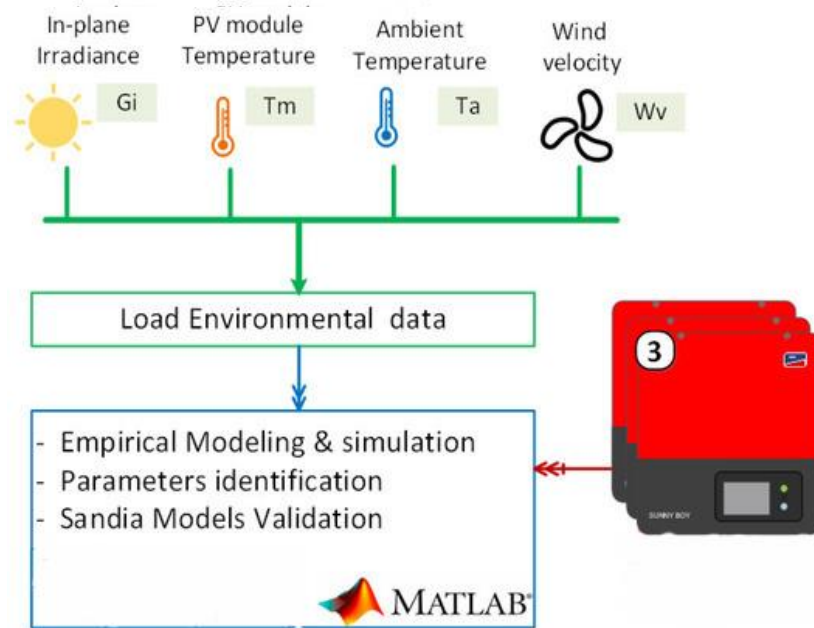 In-plane
Irradiance
Gi
PV module
Temperature
Tm
Ambient
Temperature
Ta
Wind
velocity
Wv
Load Environmental data
3
- Empirical Modeling & simulation
- Parameters identification
- Sandia Models Validation
SUNNY BOY
MATLAB®